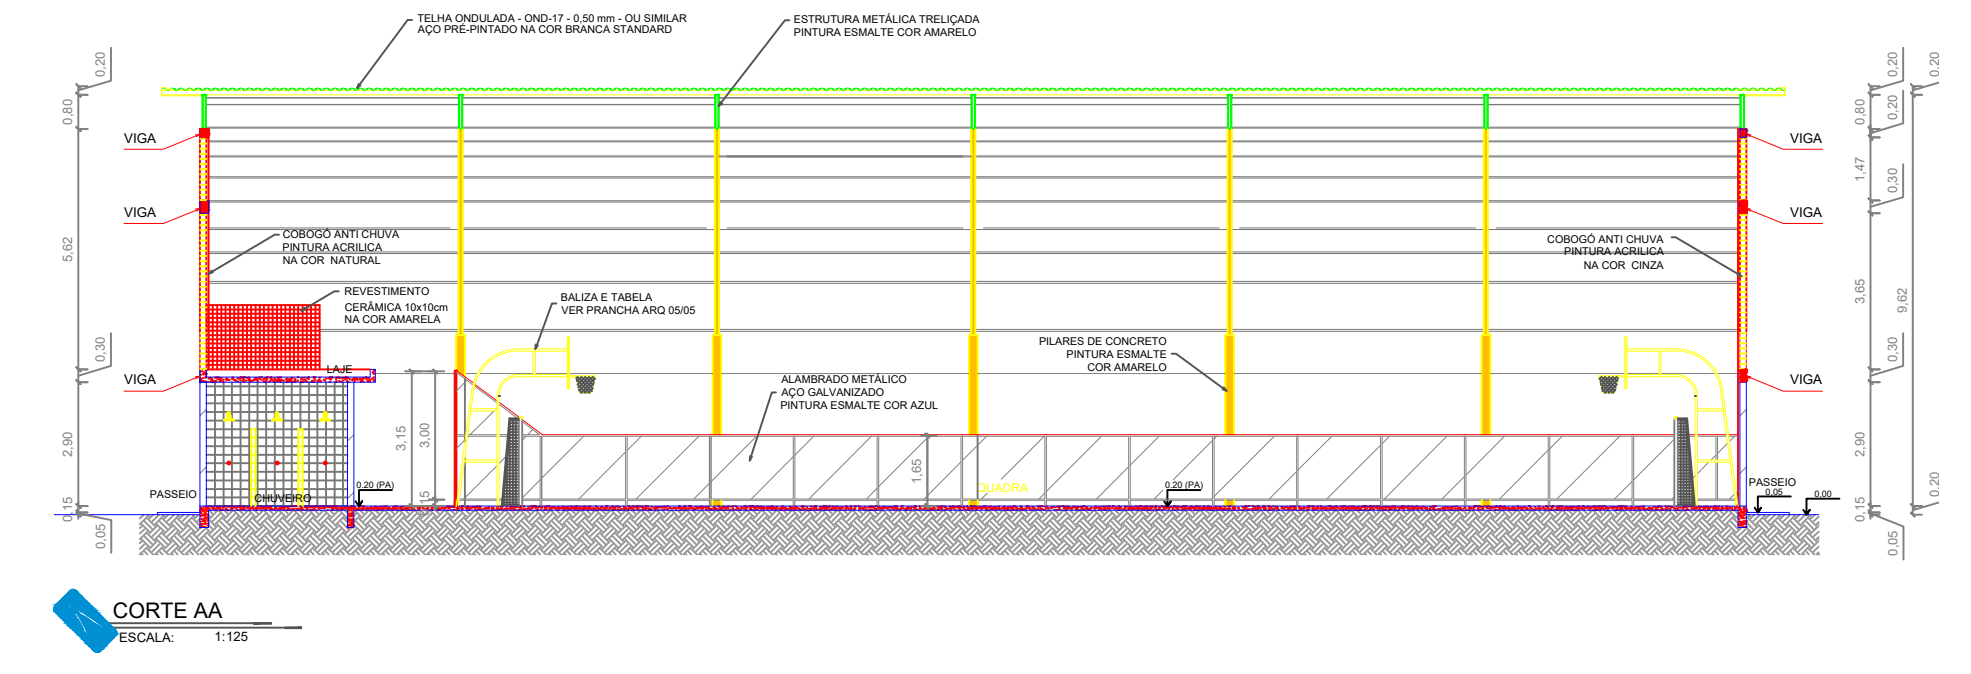 TELHA ONDULADA - OND-17 - 0,50 mm - OU SIMILAR
AÇO PRÉ-PINTADO NA COR BRANCA STANDARD
ESTRUTURA METÁLICA TRELIÇADA
PINTURA ESMALTE COR AMARELO
0,20
0,80
5,62
0,30
2,90
0,15
0,05
VIGA
VIGA
VIGA
COBOGÓ ANTI CHUVA
PINTURA ACRILICA
NA COR NATURAL
REVESTIMENTO
CERÂMICA 10x10cm
NA COR AMARELA
LAJE
BALIZA E TABELA
VER PRANCHA ARQ 05/05
PILARES DE CONCRETO
PINTURA ESMALTE
COR AMARELO
ALAMBRADO METÁLICO
AÇO GALVANIZADO
PINTURA ESMALTE COR AZUL
COBOGÓ ANTI CHUVA
PINTURA ACRILICA
NA COR CINZA
VIGA
VIGA
VIGA
3,15
3,00
1,65
PASSEIO
CHUVEIRO
0.20 (PA)
QUADRA
0.20 (PA)
PASSEIO
0.05
0.00
0,20
0.20
0,80
0,20
1,47
0,30
3,65
9,62
0,30
2,90
0.20
0,15
0,05
CORTE AA
ESCALA: 1:125